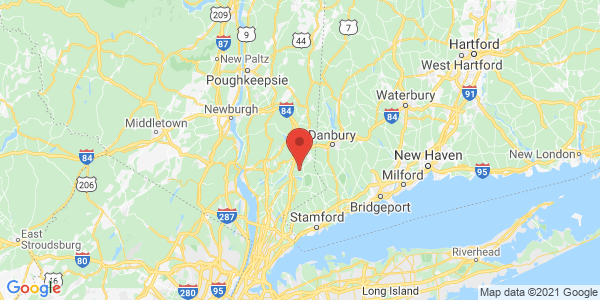 209
9
44
7
Hartford
West Hartford
87
New Paltz
Poughkeepsie
91
Waterbury
Newburgh
84
84
Middletown
Danbury
84
New Haven
New London
95
206
Milford
Bridgeport
287
Stamford
East
Stroudsburg
80
Riverhead
Google
280
95
Long Island
Map data ©2021 Google